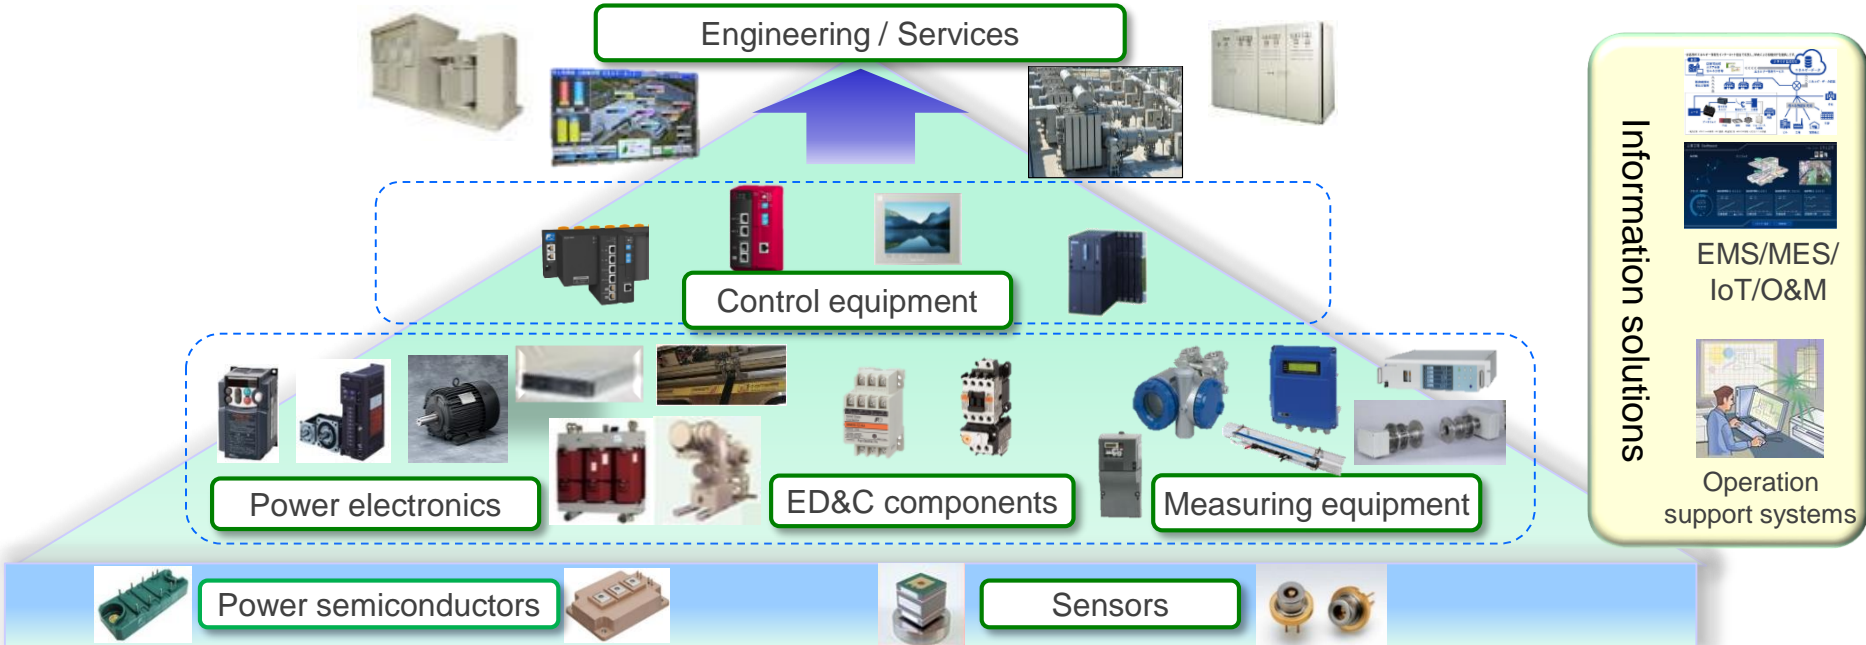 Engineering / Services
Control equipment
Power electronics
ED&C components
Measuring equipment
Power semiconductors
Sensors
Information solutions
EMS/MES/
IoT/O&M
Operation
support systems